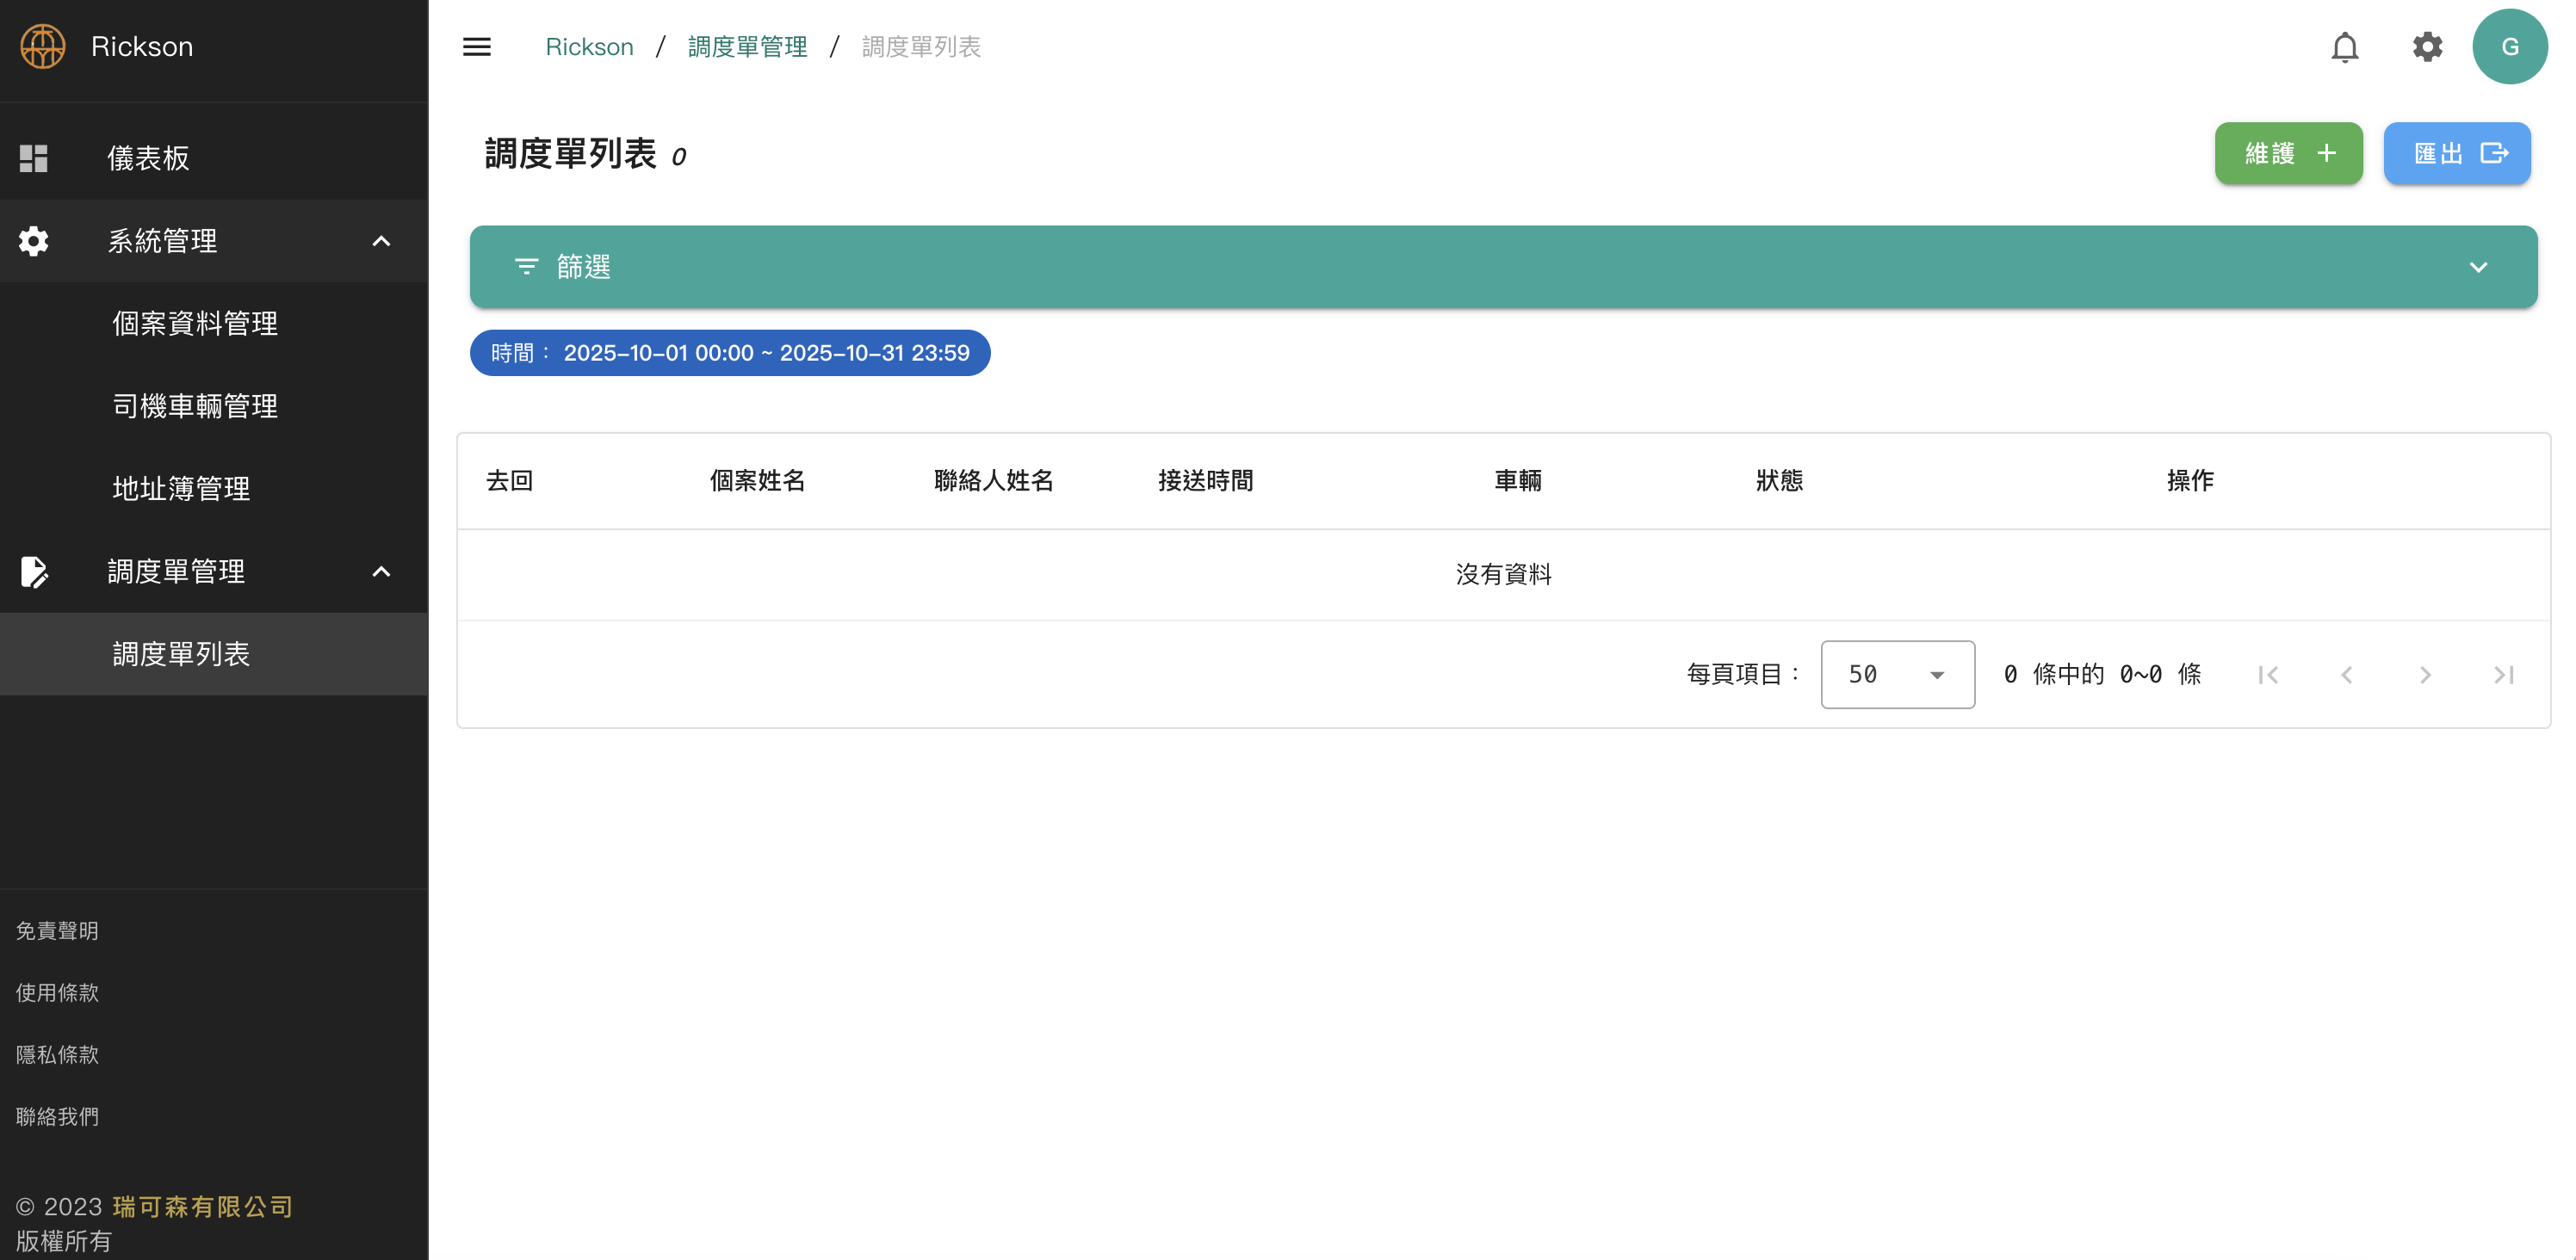 Rickson
儀表板
系統管理
個案資料管理
司機車輛管理
地址簿管理
調度單管理
調度單列表
免責聲明
使用條款
隱私條款
聯絡我們
© 2023 瑞可森有限公司
版權所有
Rickson / 調度單管理 / 調度單列表
G
調度單列表 0
維護 +
匯出
篩選
時間： 2025-10-01 00:00 ~ 2025-10-31 23:59
去回 個案姓名 聯絡人姓名 接送時間 車輛 狀態 操作
沒有資料
每頁項目： 50 0 條中的 0~0 條